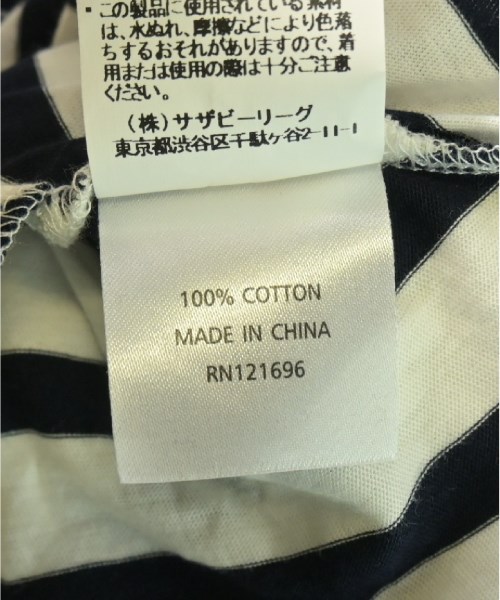 ・この製品に使用されている素材
は、水ぬれ、摩擦などにより色落
ちするおそれがありますので、着
用または使用の際は十分ご注意
ください。
（株）サザビーリーグ
東京都渋谷区千駄ヶ谷2-11-1
100% COTTON
MADE IN CHINA
RN121696